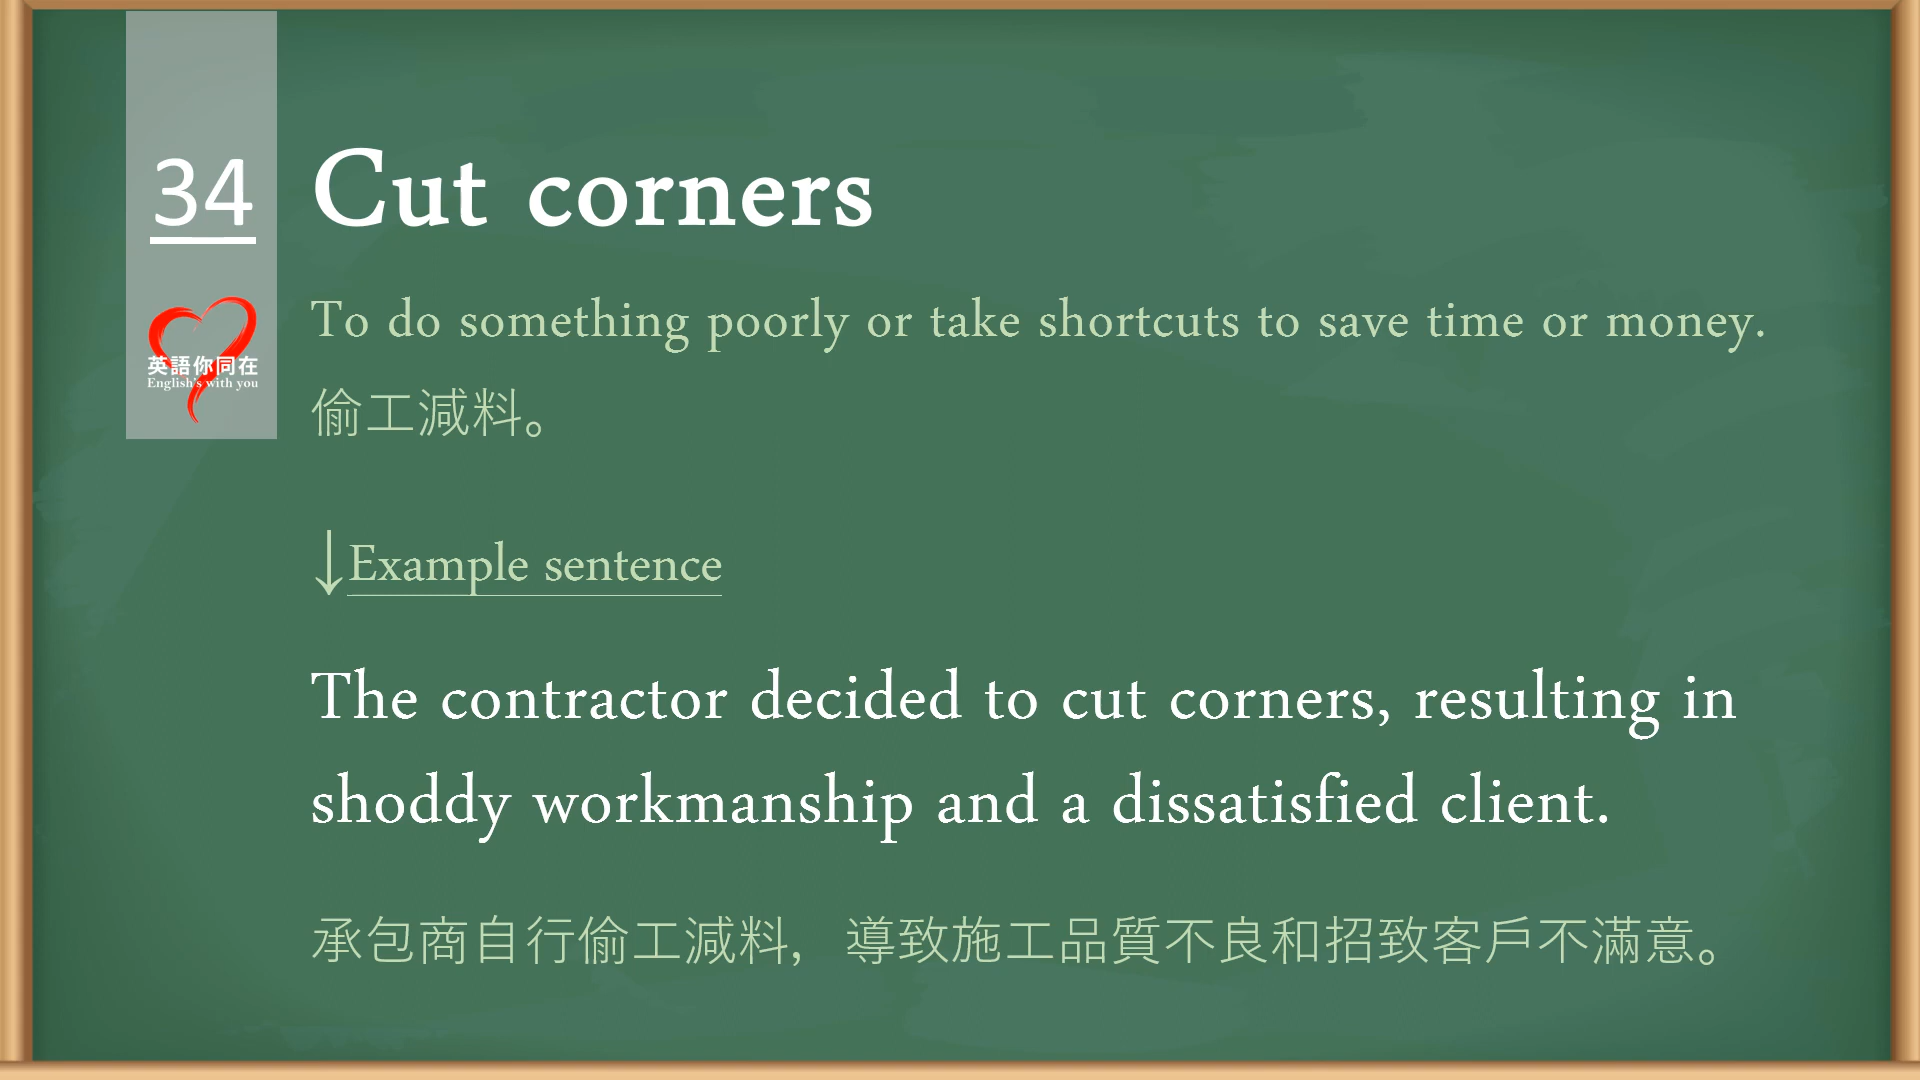 34
Cut corners
英語你同在
English's with you
To do something poorly or take shortcuts to save time or money.
偷工減料。
↓Example sentence
The contractor decided to cut corners, resulting in
shoddy workmanship and a dissatisfied client.
承包商自行偷工減料，導致施工品質不良和招致客戶不滿意。